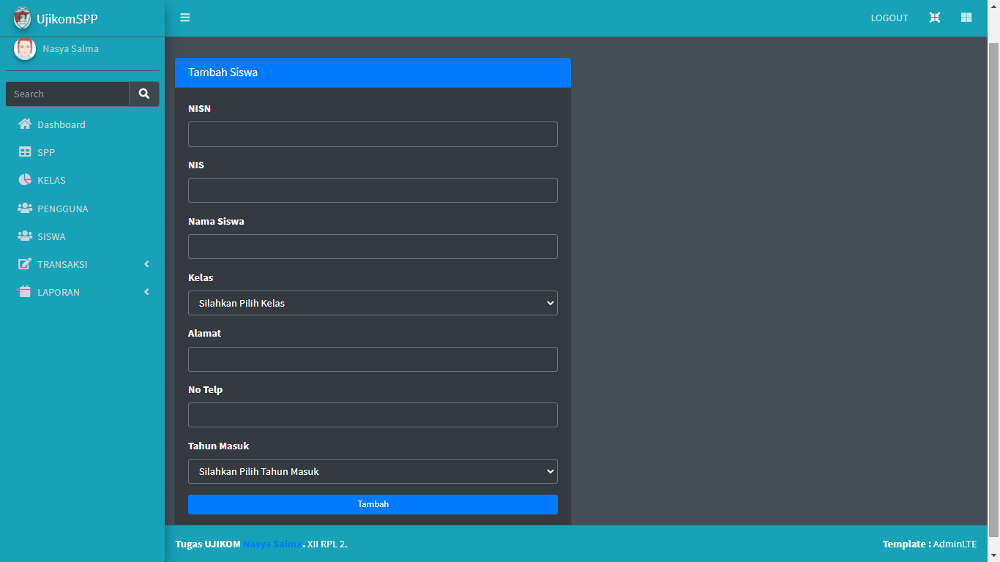 UjikomSPP
LOGOUT
Nasya Salma
Search
Dashboard
SPP
KELAS
PENGGUNA
SISWA
TRANSAKSI
LAPORAN
Tambah Siswa
NISN
NIS
Nama Siswa
Kelas
Silahkan Pilih Kelas
Alamat
No Telp
Tahun Masuk
Silahkan Pilih Tahun Masuk
Tambah
Tugas UJIKOM Nasya Salma. XII RPL 2.
Template : AdminLTE